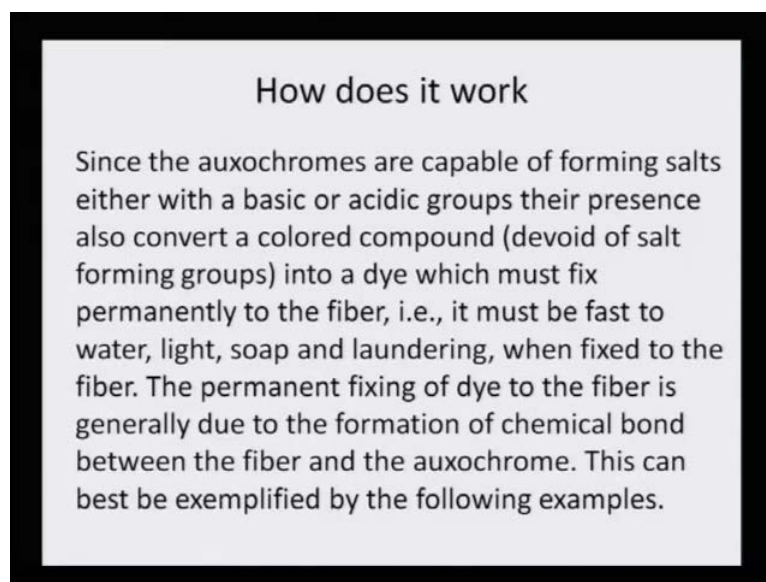 How does it work
Since the auxochromes are capable of forming salts
either with a basic or acidic groups their presence
also convert a colored compound (devoid of salt
forming groups) into a dye which must fix
permanently to the fiber, i.e., it must be fast to
water, light, soap and laundering, when fixed to the
fiber. The permanent fixing of dye to the fiber is
generally due to the formation of chemical bond
between the fiber and the auxochrome. This can
best be exemplified by the following examples.